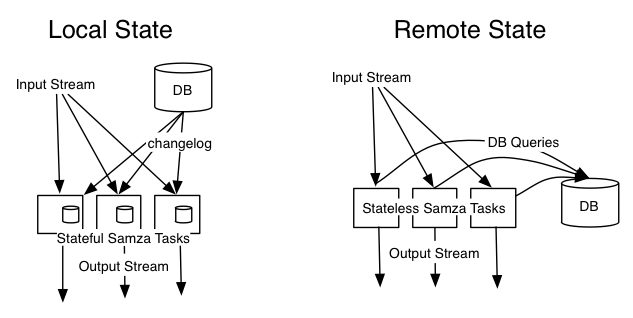 Local State
Input Stream
DB
changelog
Stateful Samza Tasks
Output Stream
Remote State
Input Stream
DB Queries
Stateless Samza Tasks
DB
Output Stream